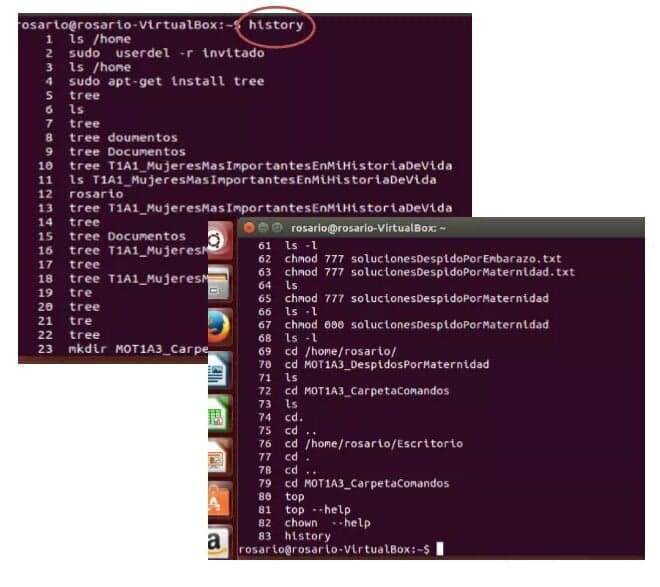 rosario@rosario-VirtualBox:~$ history
1 ls /home
2 sudo userdel -r invitado
3 ls /home
4 sudo apt-get install tree
5 tree
6 ls
7 tree
8 tree doumentos
9 tree Documentos
10 tree T1A1_MujeresMasImportantesEnMiHistoriaDeVida
11 ls T1A1_MujeresMasImportantesEnMiHistoriaDeVida
12 rosario
13 tree T1A1_MujeresMasImportantesEnMiHistoriaDeVida
14 tree
15 tree Documentos
16 tree T1A1_MujeresM
17 tree
18 tree T1A1_MujeresM
19 tre
20 tree
21 tre
22 tree
23 mkdir MOT1A3_Carpe
rosario@rosario-VirtualBox: ~
61 ls -l
62 chmod 777 solucionesDespidoPorEmbarazo.txt
63 chmod 777 solucionesDespidoPorMaternidad.txt
64 ls
65 chmod 777 solucionesDespidoPorMaternidad
66 ls -l
67 chmod 000 solucionesDespidoPorMaternidad
68 ls -l
69 cd /home/rosario/
70 cd MOT1A3_DespidosPorMaternidad
71 ls
72 cd MOT1A3_CarpetaComandos
73 ls
74 cd.
75 cd ..
76 cd /home/rosario/Escritorio
77 cd .
78 cd ..
79 cd MOT1A3_CarpetaComandos
80 top
81 top --help
82 chown --help
83 history
rosario@rosario-VirtualBox:~$